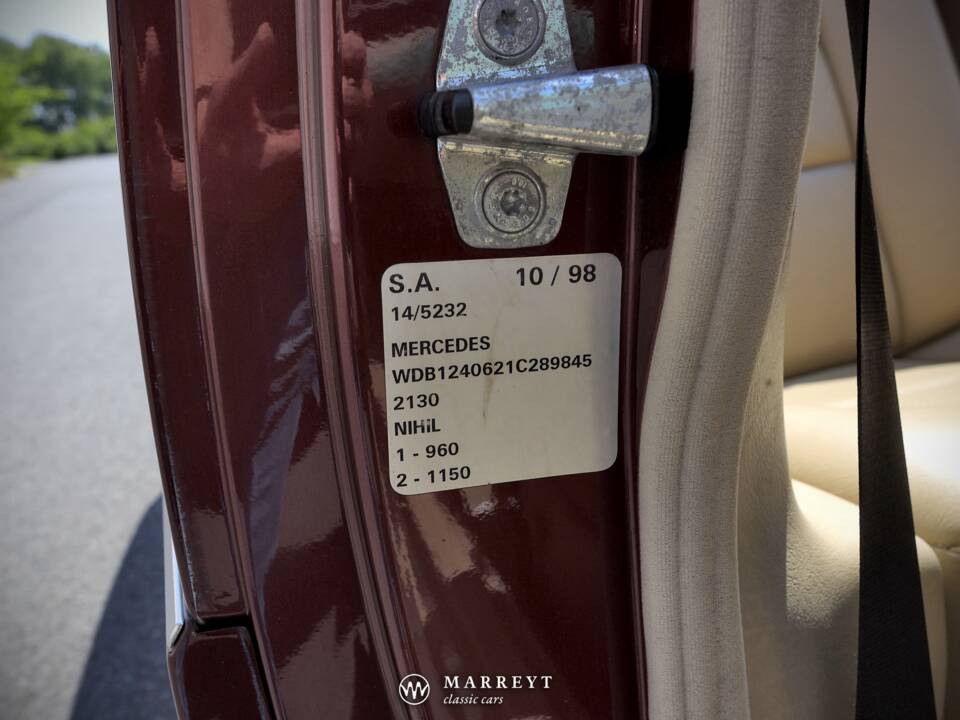 S.A. 10 / 98
14/5232
MERCEDES
WDB1240621C289845
2130
NIHIL
1 - 960
2 - 1150
MARREYT
classic cars